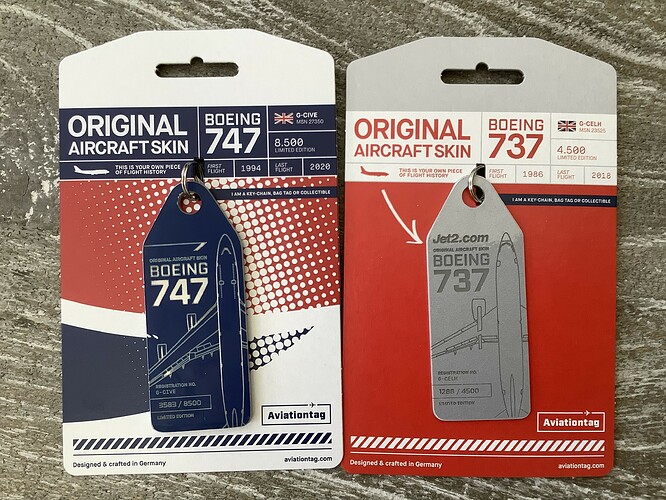 ORIGINAL
AIRCRAFT SKIN
BOEING
747
G-CIVE
MSN 27350
8.500
LIMITED EDITION
THIS IS YOUR OWN PIECE
OF FLIGHT HISTORY
FIRST
FLIGHT
1994
LAST
FLIGHT
2020
I AM A KEY-CHAIN, BAG TAG OR COLLECTIBLE
ORIGINAL AIRCRAFT SKIN
BOEING
747
REGISTRATION NO.
G-CIVE
3583 / 8500
LIMITED EDITION
Aviationtag
Designed & crafted in Germany
aviationtag.com
ORIGINAL
AIRCRAFT SKIN
BOEING
737
G-CELH
MSN 23525
4.500
LIMITED EDITION
THIS IS YOUR OWN PIECE
OF FLIGHT HISTORY
FIRST
FLIGHT
1986
LAST
FLIGHT
2018
I AM A KEY-CHAIN, BAG TAG OR COLLECTIBLE
Jet2.com
ORIGINAL AIRCRAFT SKIN
BOEING
737
REGISTRATION NO.
G-CELH
1286 / 4500
LIMITED EDITION
Aviationtag
Designed & crafted in Germany
aviationtag.com